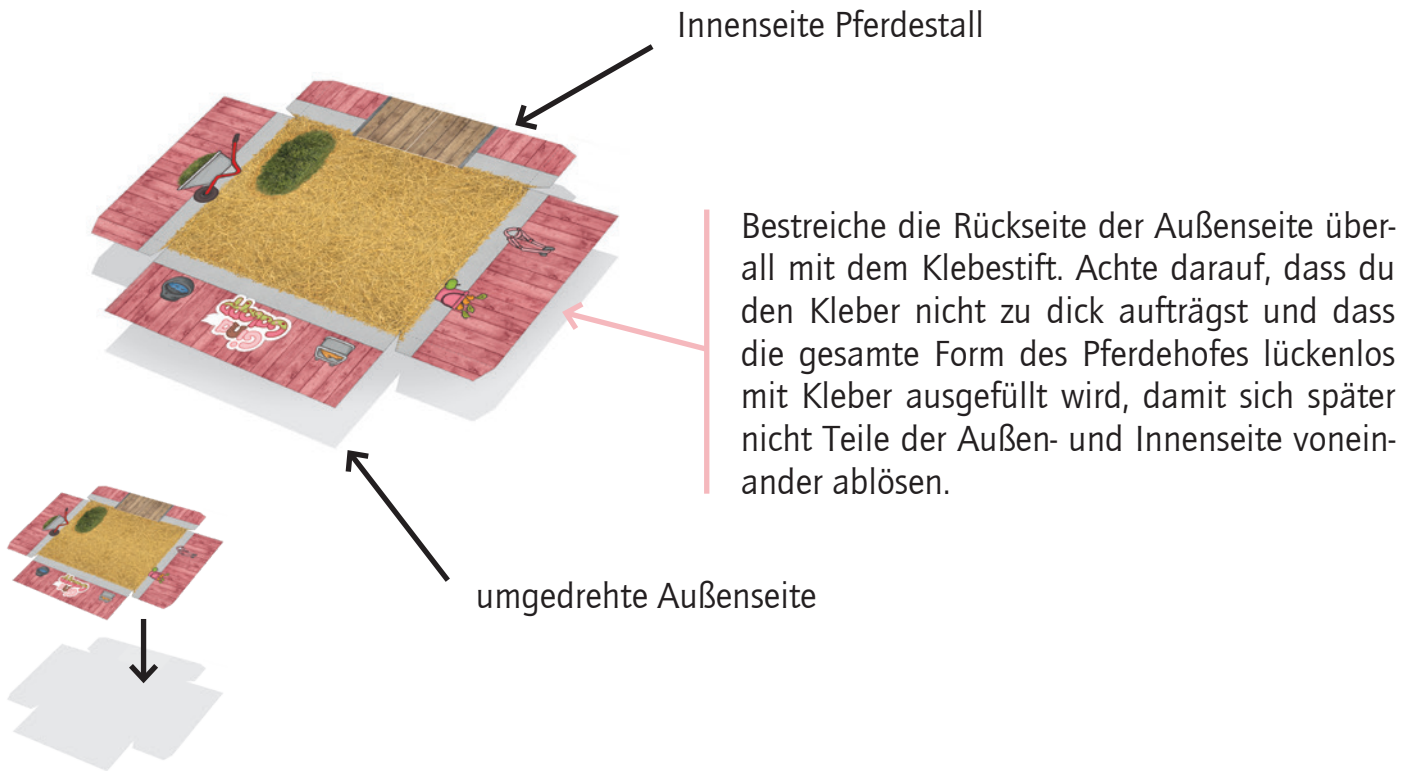 Innenseite Pferdestall
Bestreiche die Rückseite der Außenseite über-
all mit dem Klebestift. Achte darauf, dass du
den Kleber nicht zu dick aufträgst und dass
die gesamte Form des Pferdehofes lückenlos
mit Kleber ausgefüllt wird, damit sich später
nicht Teile der Außen- und Innenseite vonein-
ander ablösen.
umgedrehte Außenseite